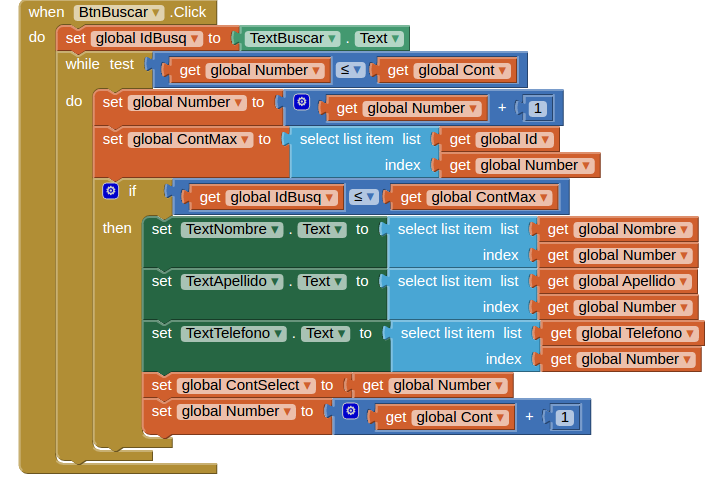 when BtnBuscar .Click
do set global IdBusq to TextBuscar . Text
while test get global Number ≤ get global Cont
do set global Number to get global Number + 1
set global ContMax to select list item list get global Id
index get global Number
if get global IdBusq ≤ get global ContMax
then set TextNombre . Text to select list item list get global Nombre
index get global Number
set TextApellido . Text to select list item list get global Apellido
index get global Number
set TextTelefono . Text to select list item list get global Telefono
index get global Number
set global ContSelect to get global Number
set global Number to get global Cont + 1